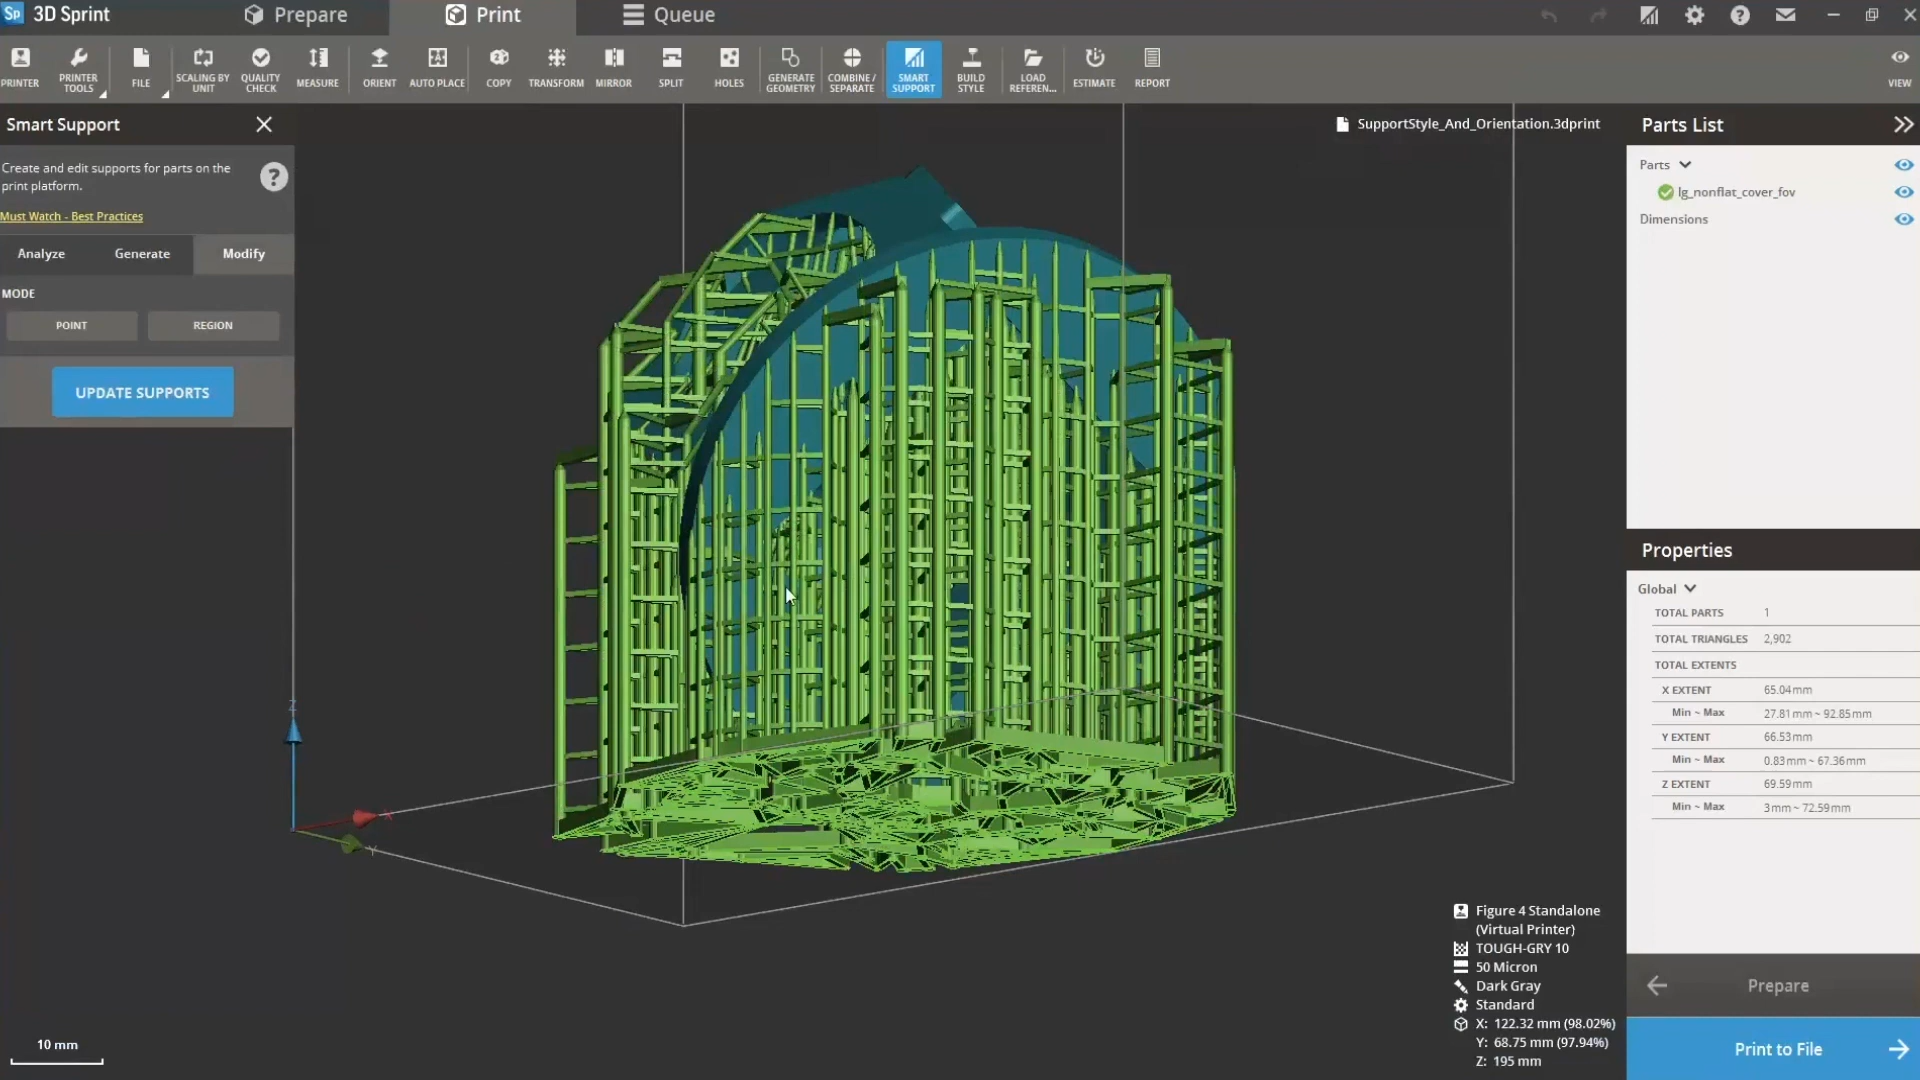 Sp 3D Sprint
Prepare
Print
Queue
PRINTER
PRINTER TOOLS
FILE
SCALING BY UNIT
QUALITY CHECK
MEASURE
ORIENT
AUTO PLACE
COPY
TRANSFORM
MIRROR
SPLIT
HOLES
GENERATE GEOMETRY
COMBINE / SEPARATE
SMART SUPPORT
BUILD STYLE
LOAD REFEREN...
ESTIMATE
REPORT
VIEW
Smart Support
Create and edit supports for parts on the
print platform.
Must Watch - Best Practices
Analyze
Generate
Modify
MODE
POINT
REGION
UPDATE SUPPORTS
SupportStyle_And_Orientation.3dprint
Z
X
Y
10 mm
Figure 4 Standalone
(Virtual Printer)
TOUGH-GRY 10
50 Micron
Dark Gray
Standard
X: 122.32 mm (98.02%)
Y: 68.75 mm (97.94%)
Z: 195 mm
Parts List
Parts
lg_nonflat_cover_fov
Dimensions
Properties
Global
TOTAL PARTS 1
TOTAL TRIANGLES 2,902
TOTAL EXTENTS
X EXTENT 65.04mm
Min ~ Max 27.81mm ~ 92.85mm
Y EXTENT 66.53mm
Min ~ Max 0.83mm ~ 67.36mm
Z EXTENT 69.59mm
Min ~ Max 3mm ~ 72.59mm
Prepare
Print to File